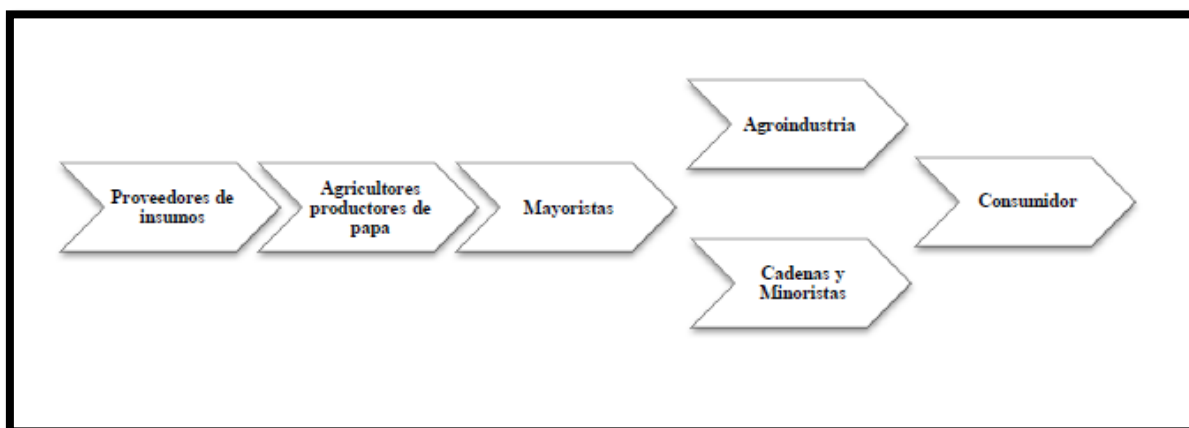 Proveedores de
insumos
Agricultores
productores de
papa
Mayoristas
Agroindustria
Cadenas y
Minoristas
Consumidor